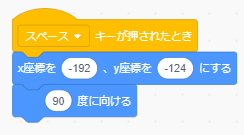 スペース キーが押されたとき
x座標を -192 、y座標を -124 にする
90 度に向ける